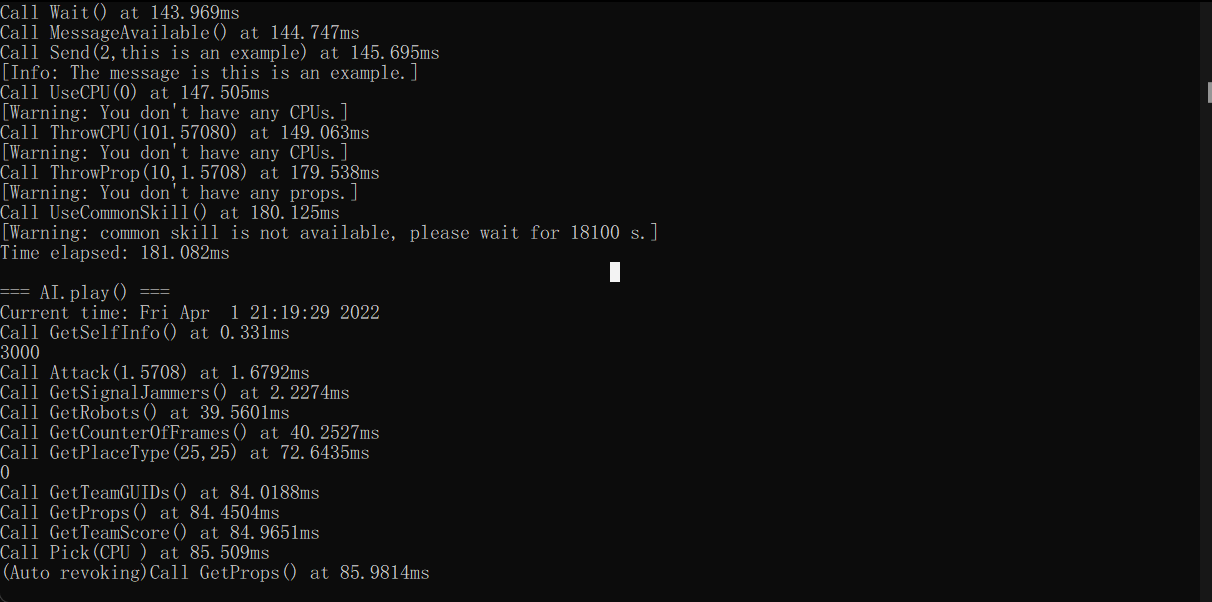 Call Wait() at 143.969ms
Call MessageAvailable() at 144.747ms
Call Send(2,this is an example) at 145.695ms
[Info: The message is this is an example.]
Call UseCPU(0) at 147.505ms
[Warning: You don't have any CPUs.]
Call ThrowCPU(101.57080) at 149.063ms
[Warning: You don't have any CPUs.]
Call ThrowProp(10,1.5708) at 179.538ms
[Warning: You don't have any props.]
Call UseCommonSkill() at 180.125ms
[Warning: common skill is not available, please wait for 18100 s.]
Time elapsed: 181.082ms

=== AI.play() ===
Current time: Fri Apr  1 21:19:29 2022
Call GetSelfInfo() at 0.331ms
3000
Call Attack(1.5708) at 1.6792ms
Call GetSignalJammers() at 2.2274ms
Call GetRobots() at 39.5601ms
Call GetCounterOfFrames() at 40.2527ms
Call GetPlaceType(25,25) at 72.6435ms
0
Call GetTeamGUIDs() at 84.0188ms
Call GetProps() at 84.4504ms
Call GetTeamScore() at 84.9651ms
Call Pick(CPU ) at 85.509ms
(Auto revoking)Call GetProps() at 85.9814ms